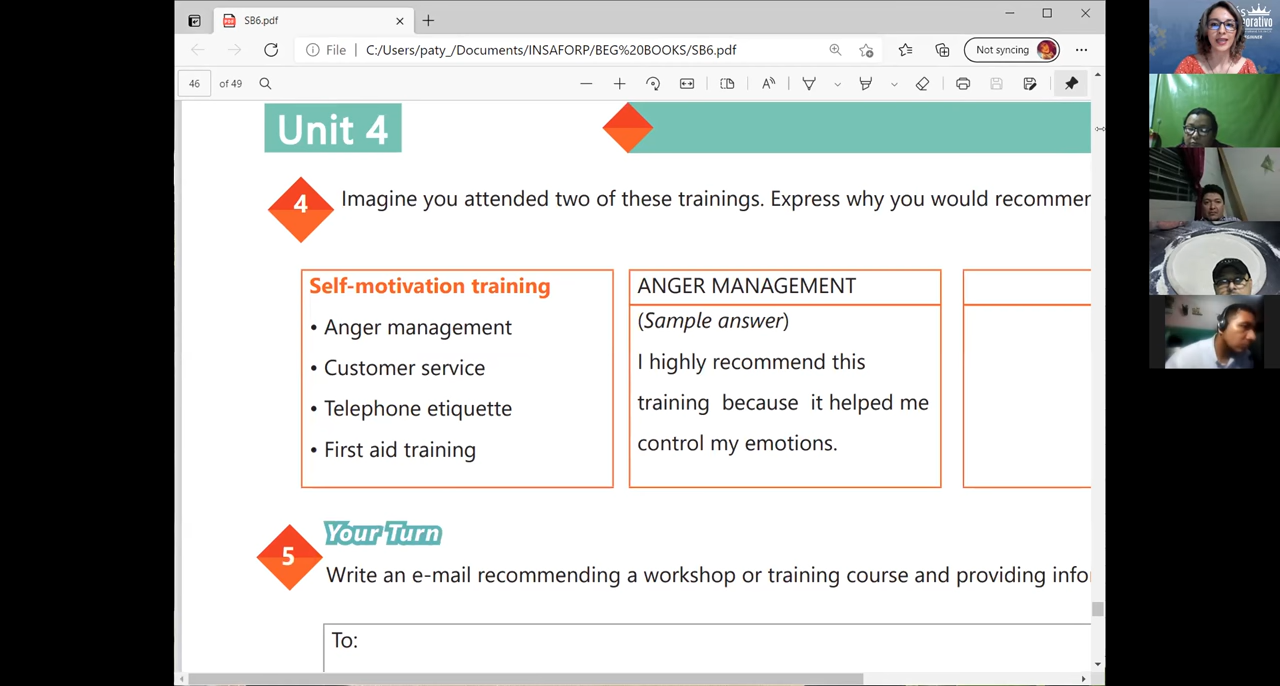 SB6.pdf
File
C:/Users/paty_/Documents/INSAFORP/BEG%20BOOKS/SB6.pdf
Not syncing
46
of 49
Unit 4
4
Imagine you attended two of these trainings. Express why you would recommen
Self-motivation training
• Anger management
• Customer service
• Telephone etiquette
• First aid training
ANGER MANAGEMENT
(Sample answer)
I highly recommend this
training because it helped me
control my emotions.
5
Your Turn
Write an e-mail recommending a workshop or training course and providing info
To: